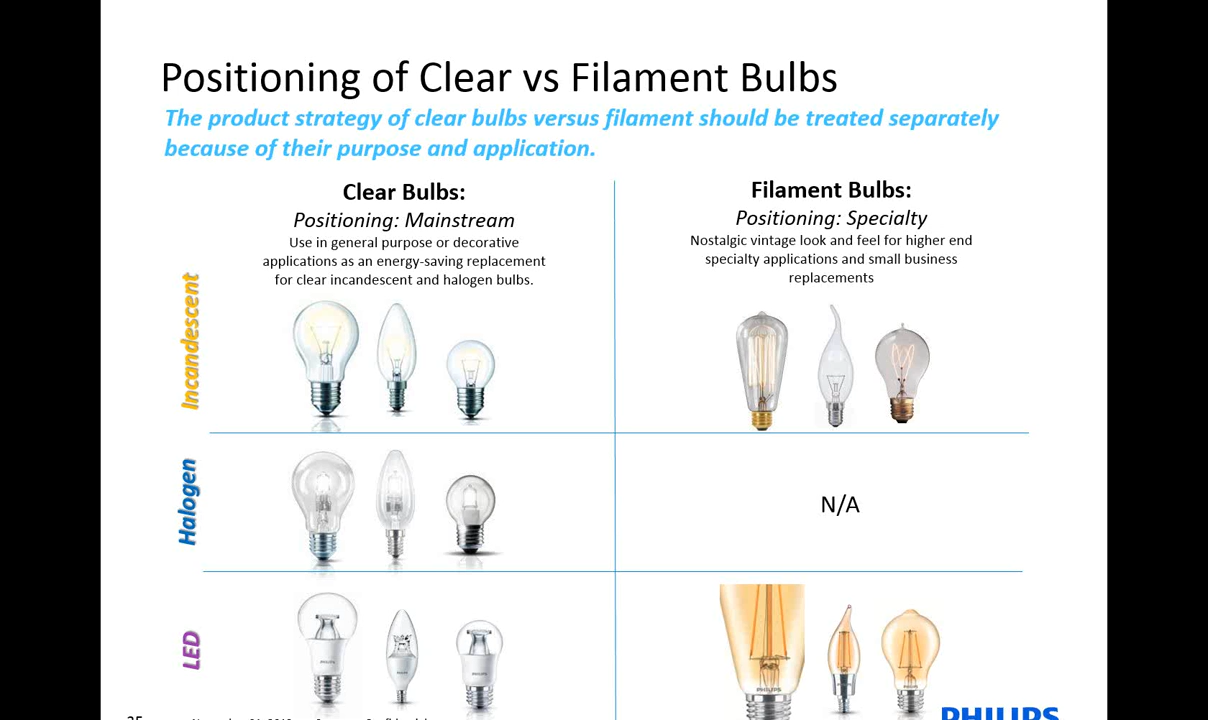 Positioning of Clear vs Filament Bulbs
The product strategy of clear bulbs versus filament should be treated separately
because of their purpose and application.
Clear Bulbs:
Positioning: Mainstream
Use in general purpose or decorative
applications as an energy-saving replacement
for clear incandescent and halogen bulbs.
Filament Bulbs:
Positioning: Specialty
Nostalgic vintage look and feel for higher end
specialty applications and small business
replacements
Incandescent
Halogen
N/A
LED
PHILIPS